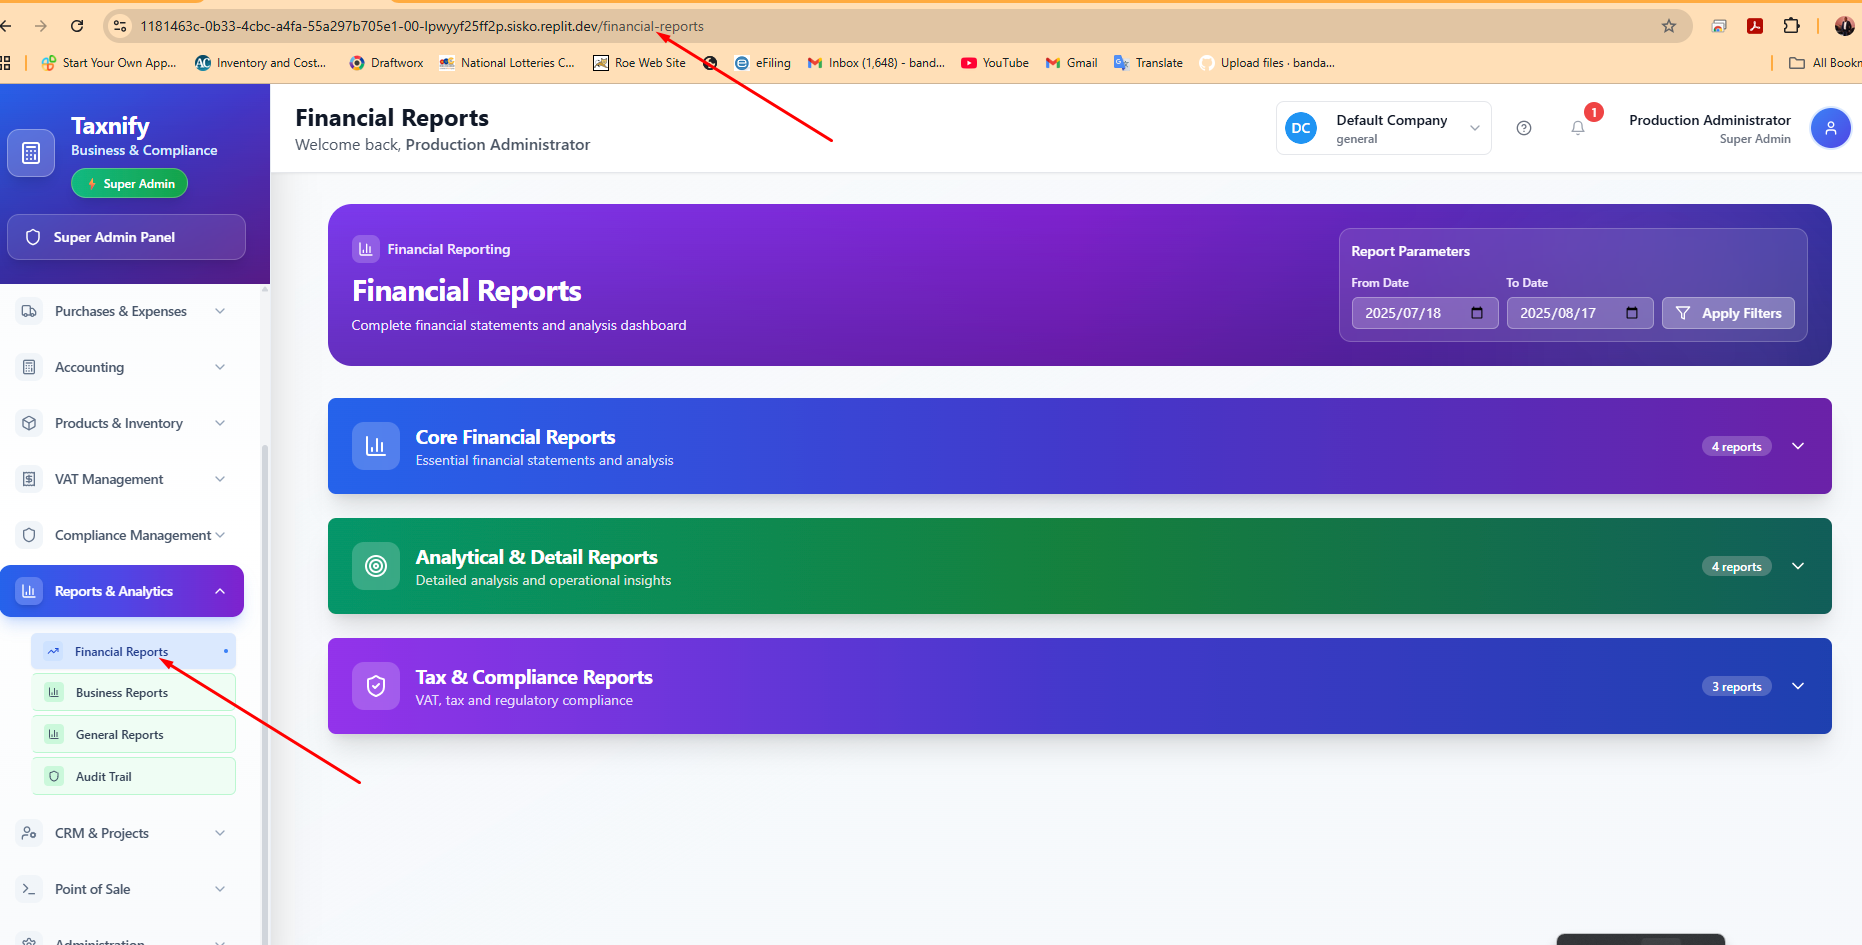 1181463c-0b33-4cbc-a4fa-55a297b705e1-00-lpwyyf25ff2p.sisko.replit.dev/financial-reports
Start Your Own App...
Inventory and Cost...
Draftworx
National Lotteries C...
Roe Web Site
eFiling
Inbox (1,648) - band...
YouTube
Gmail
Translate
Upload files · banda...
All Bookm
Taxnify
Business & Compliance
Super Admin
Super Admin Panel
Purchases & Expenses
Accounting
Products & Inventory
VAT Management
Compliance Management
Reports & Analytics
Financial Reports
Business Reports
General Reports
Audit Trail
CRM & Projects
Point of Sale
Administration
Financial Reports
Welcome back, Production Administrator
DC
Default Company
general
1
Production Administrator
Super Admin
Financial Reporting
Financial Reports
Complete financial statements and analysis dashboard
Report Parameters
From Date
To Date
2025/07/18
2025/08/17
Apply Filters
Core Financial Reports
Essential financial statements and analysis
4 reports
Analytical & Detail Reports
Detailed analysis and operational insights
4 reports
Tax & Compliance Reports
VAT, tax and regulatory compliance
3 reports